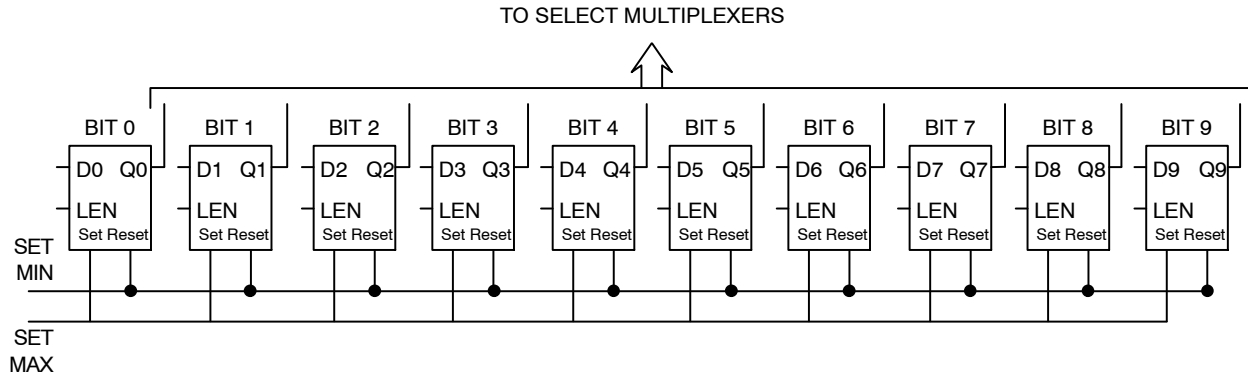 TO SELECT MULTIPLEXERS
BIT 0 BIT 1 BIT 2 BIT 3 BIT 4 BIT 5 BIT 6 BIT 7 BIT 8 BIT 9
D0 Q0 D1 Q1 D2 Q2 D3 Q3 D4 Q4 D5 Q5 D6 Q6 D7 Q7 D8 Q8 D9 Q9
LEN LEN LEN LEN LEN LEN LEN LEN LEN LEN
Set Reset Set Reset Set Reset Set Reset Set Reset Set Reset Set Reset Set Reset Set Reset Set Reset
SET
MIN
SET
MAX